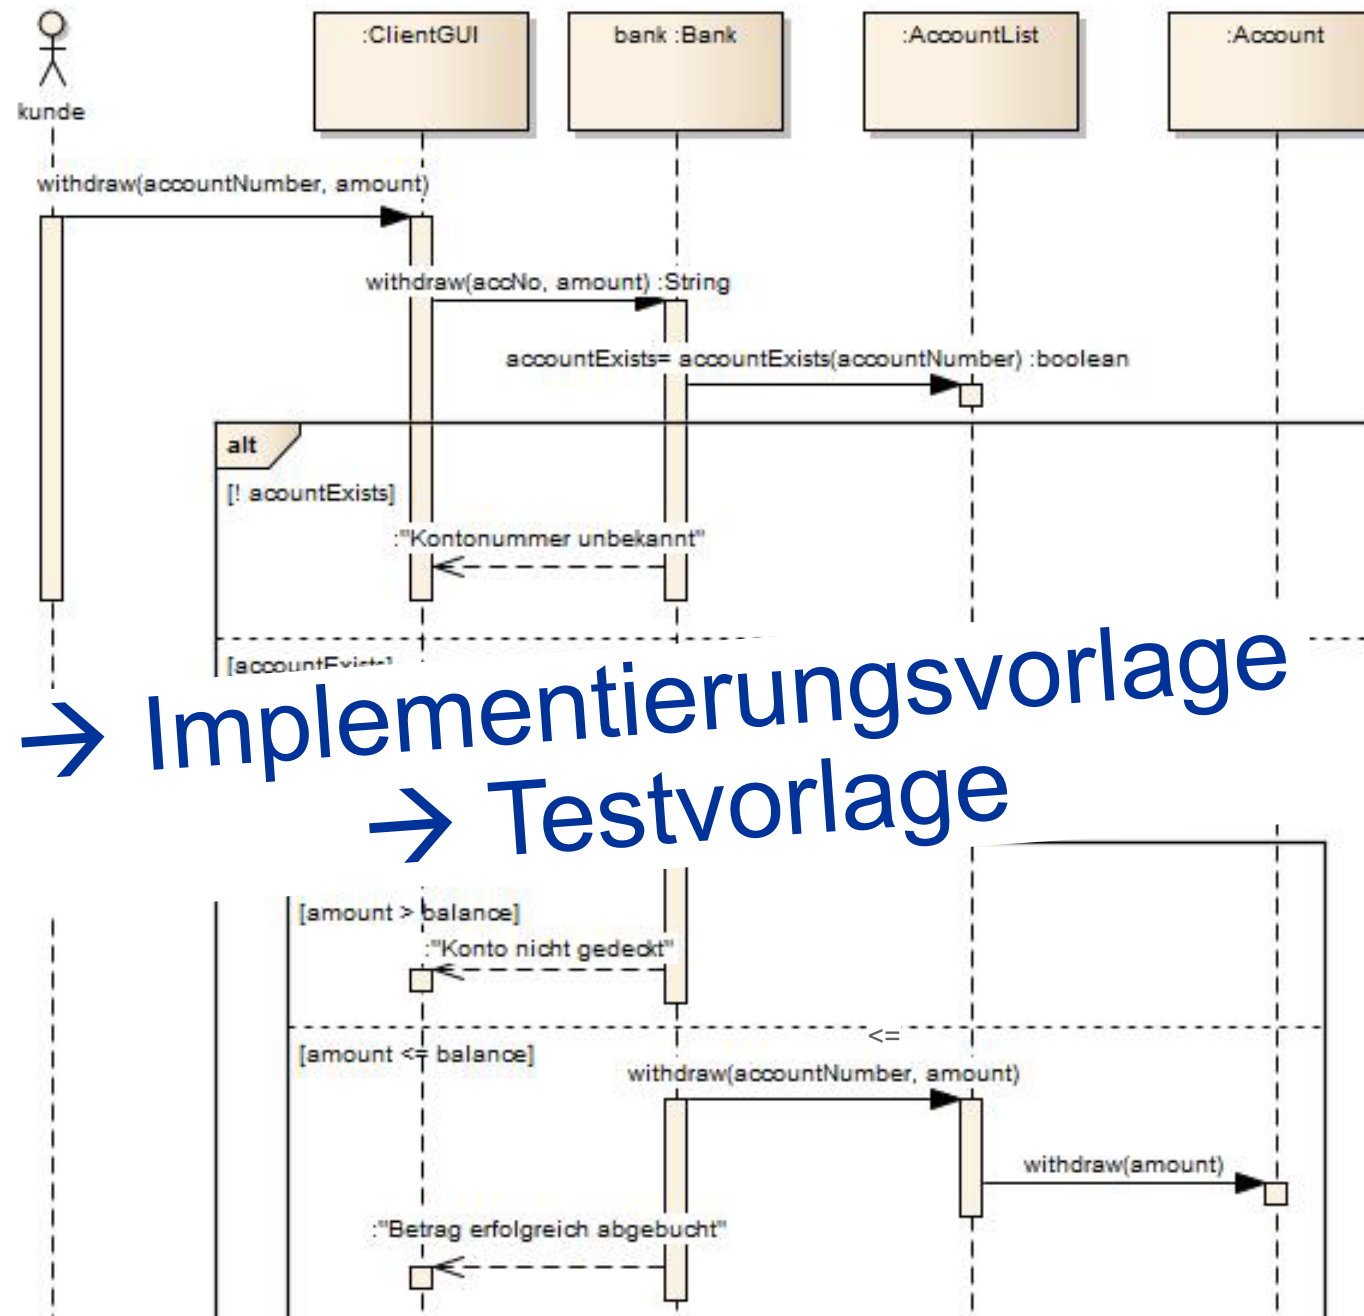 :ClientGUI
bank :Bank
:AccountList
:Account
kunde
withdraw(accountNumber, amount)
withdraw(accNo, amount) :String
accountExists= accountExists(accountNumber) :boolean
alt
[! acountExists]
:"Kontonummer unbekannt"
[accountExists]
→ Implementierungsvorlage
→ Testvorlage
[amount > balance]
:"Konto nicht gedeckt"
<=
[amount <= balance]
withdraw(accountNumber, amount)
withdraw(amount)
:"Betrag erfolgreich abgebucht"